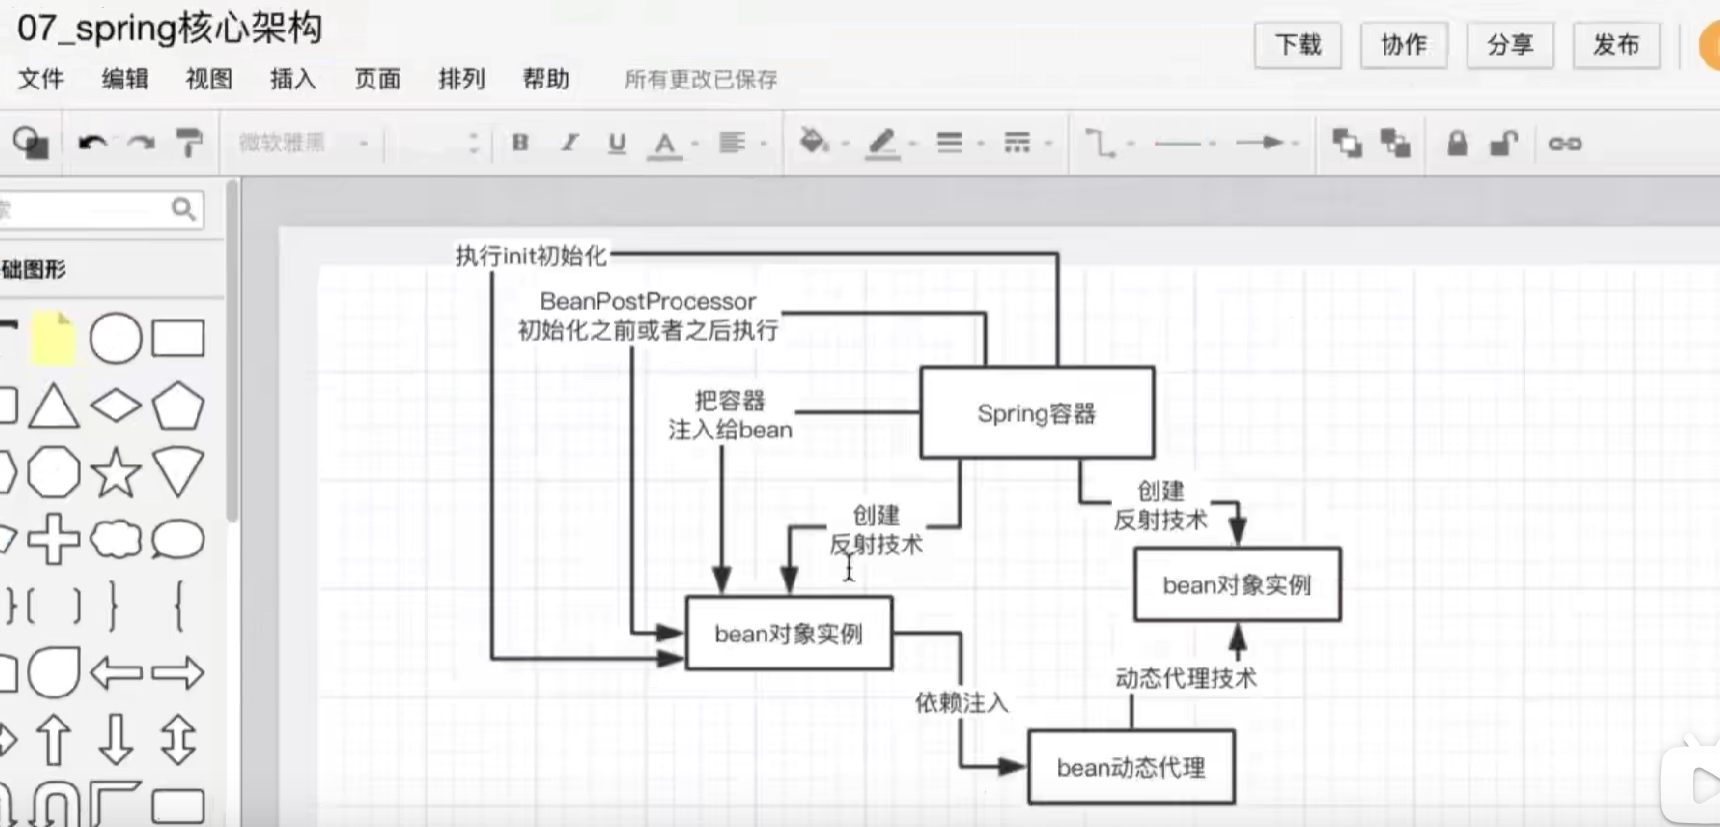 07_spring核心架构
下载 协作 分享 发布
文件 编辑 视图 插入 页面 排列 帮助 所有更改已保存
微软雅黑 B I U A
础图形
执行init初始化
BeanPostProcessor
初始化之前或者之后执行
把容器
注入给bean
Spring容器
创建
反射技术
创建
反射技术
bean对象实例
bean对象实例
动态代理技术
依赖注入
bean动态代理